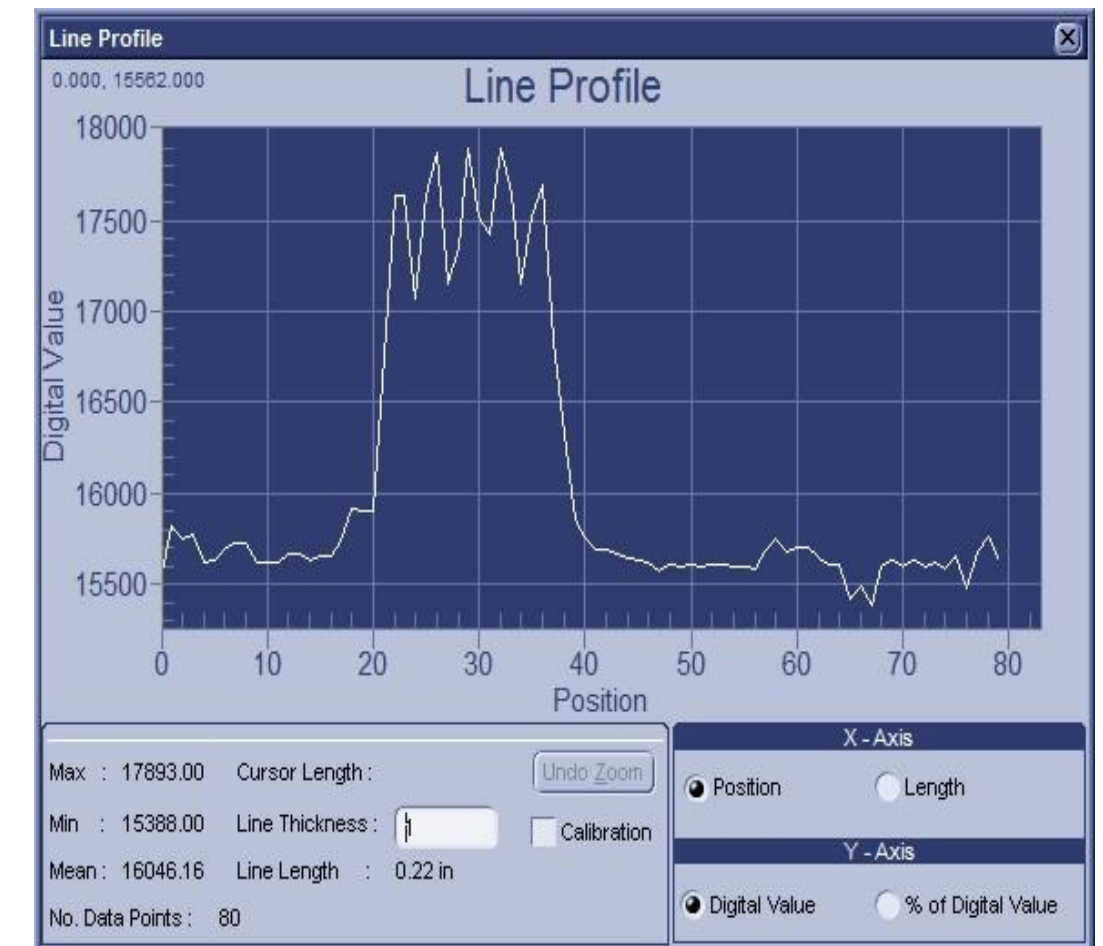 Line Profile
0.000, 15562.000
Line Profile
18000
17500
17000
16500
16000
15500
Digital Value
0 10 20 30 40 50 60 70 80
Position
Max : 17893.00 Cursor Length : Undo Zoom
Min : 15388.00 Line Thickness : Calibration
Mean : 16046.16 Line Length : 0.22 in
No. Data Points : 80
X - Axis
Position Length
Y - Axis
Digital Value % of Digital Value